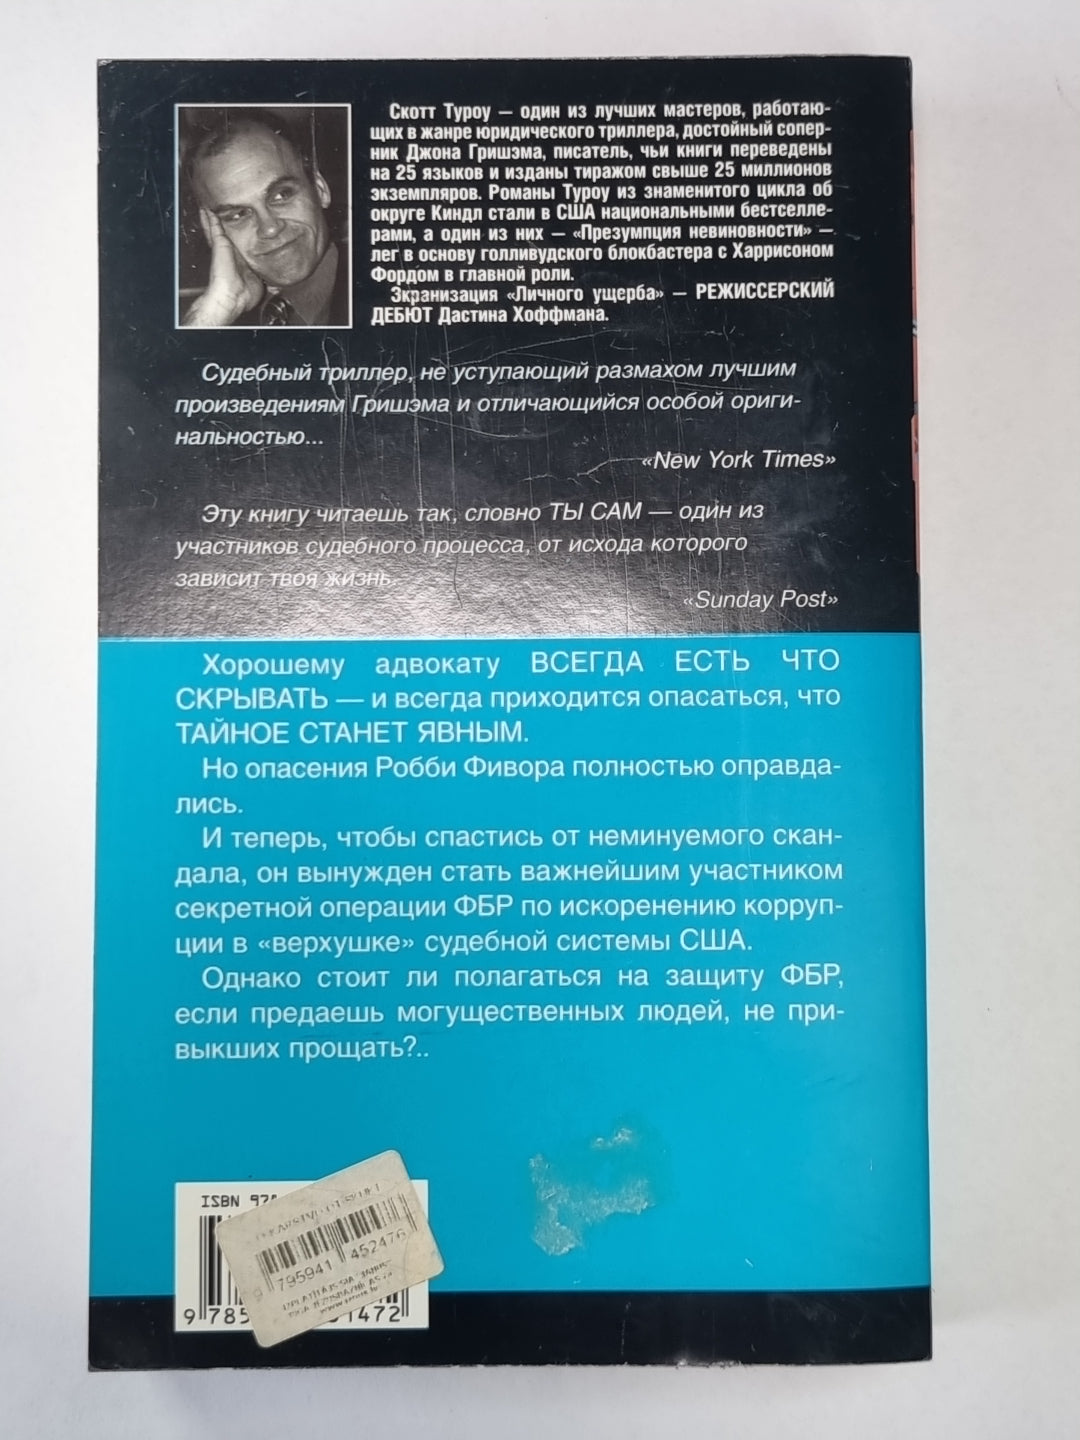 Скотт Туроу — один из лучших мастеров, работаю-
щих в жанре юридического триллера, достойный сопер-
ник Джона Гришэма, писатель, чьи книги переведены
на 25 языков и изданы тиражом свыше 25 миллионов
экземпляров. Романы Туроу из знаменитого цикла об
округе Киндл стали в США национальными бестселле-
рами, а один из них — «Презумпция невиновности» —
лег в основу голливудского блокбастера с Харрисоном
Фордом в главной роли.
Экранизация «Личного ущерба» — РЕЖИССЕРСКИЙ
ДЕБЮТ Дастина Хоффмана.
Судебный триллер, не уступающий размахом лучшим
произведениям Гришэма и отличающийся особой ориги-
нальностью...
«New York Times»
Эту книгу читаешь так, словно ТЫ САМ — один из
участников судебного процесса, от исхода которого
зависит твоя жизнь.
«Sunday Post»
Хорошему адвокату ВСЕГДА ЕСТЬ ЧТО
СКРЫВАТЬ — и всегда приходится опасаться, что
ТАЙНОЕ СТАНЕТ ЯВНЫМ.
Но опасения Робби Фивора полностью оправда-
лись.
И теперь, чтобы спастись от неминуемого скан-
дала, он вынужден стать важнейшим участником
секретной операции ФБР по искоренению корруп-
ции в «верхушке» судебной системы США.
Однако стоит ли полагаться на защиту ФБР,
если предаешь могущественных людей, не при-
выкших прощать?..
ISBN 97
9 795941 452476
9 785 1472